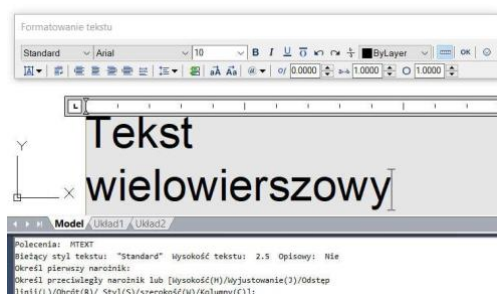 Formatowanie tekstu
Standard Arial 10 B I U O ByLayer OK
0.0000 1.0000 1.0000
Tekst
wielowierszowy
Y
X
Model Układ1 Układ2
Polecenia: MTEXT
Bieżący styl tekstu: "Standard" Wysokość tekstu: 2.5 Opisowy: Nie
Określ pierwszy narożnik:
Określ przeciwległy narożnik lub [Wysokość(H)/Wyjustowanie(J)/Odstęp
linii(L)/Obrót(R)/ Styl(S)/szerokość(W)/Kolumny(C)]: